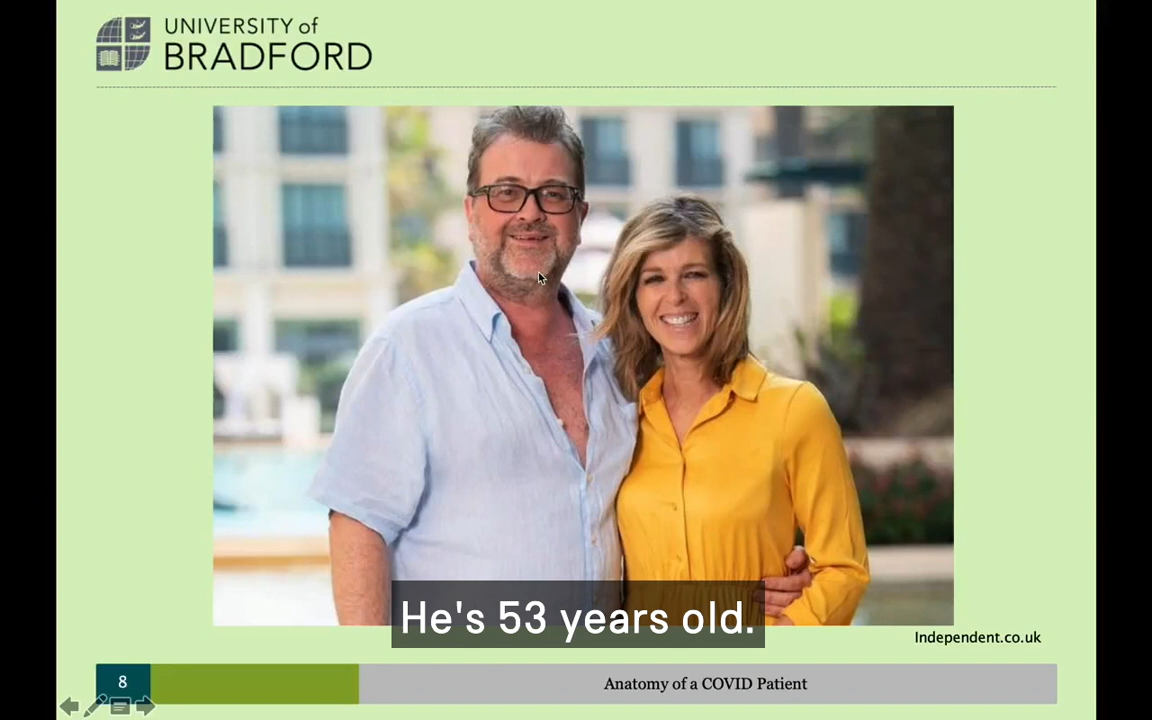 UNIVERSITY of
BRADFORD
He's 53 years old.
Independent.co.uk
8
Anatomy of a COVID Patient